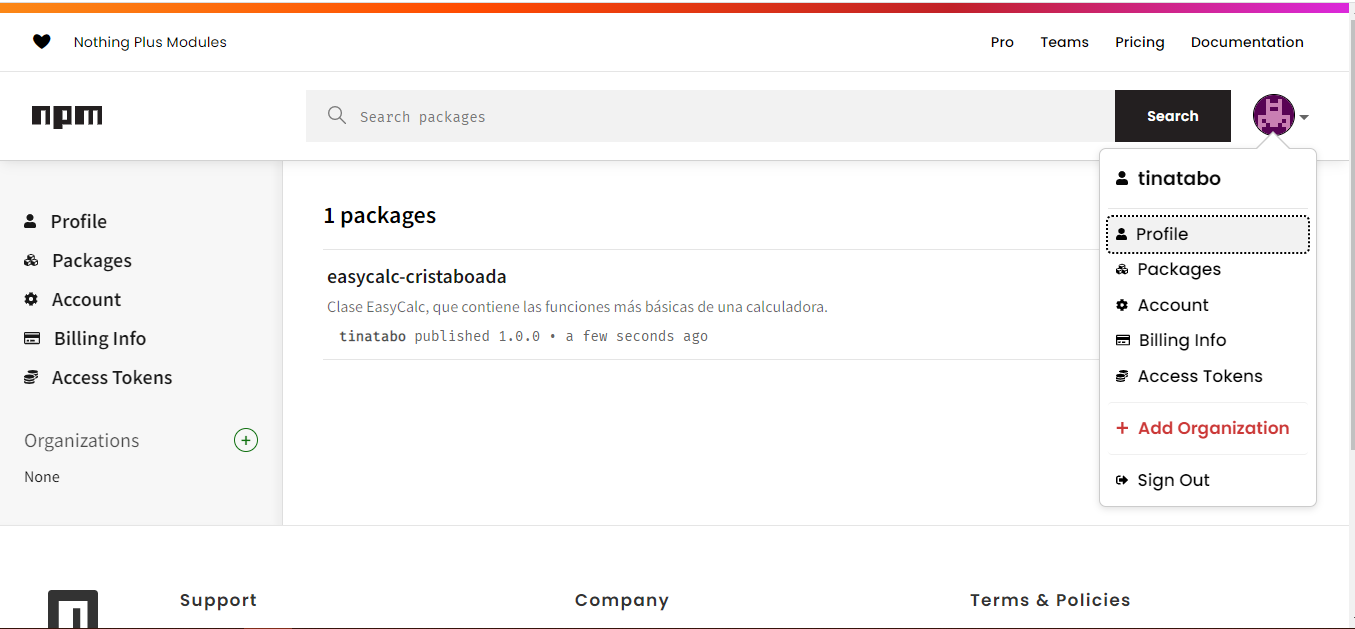 Nothing Plus Modules
Pro Teams Pricing Documentation
npm
Search packages
Search
tinatabo
Profile
Packages
Account
Billing Info
Access Tokens
+ Add Organization
Sign Out
Profile
Packages
Account
Billing Info
Access Tokens
Organizations +
None
1 packages
easycalc-cristaboada
Clase EasyCalc, que contiene las funciones más básicas de una calculadora.
tinatabo published 1.0.0 • a few seconds ago
Support Company Terms & Policies